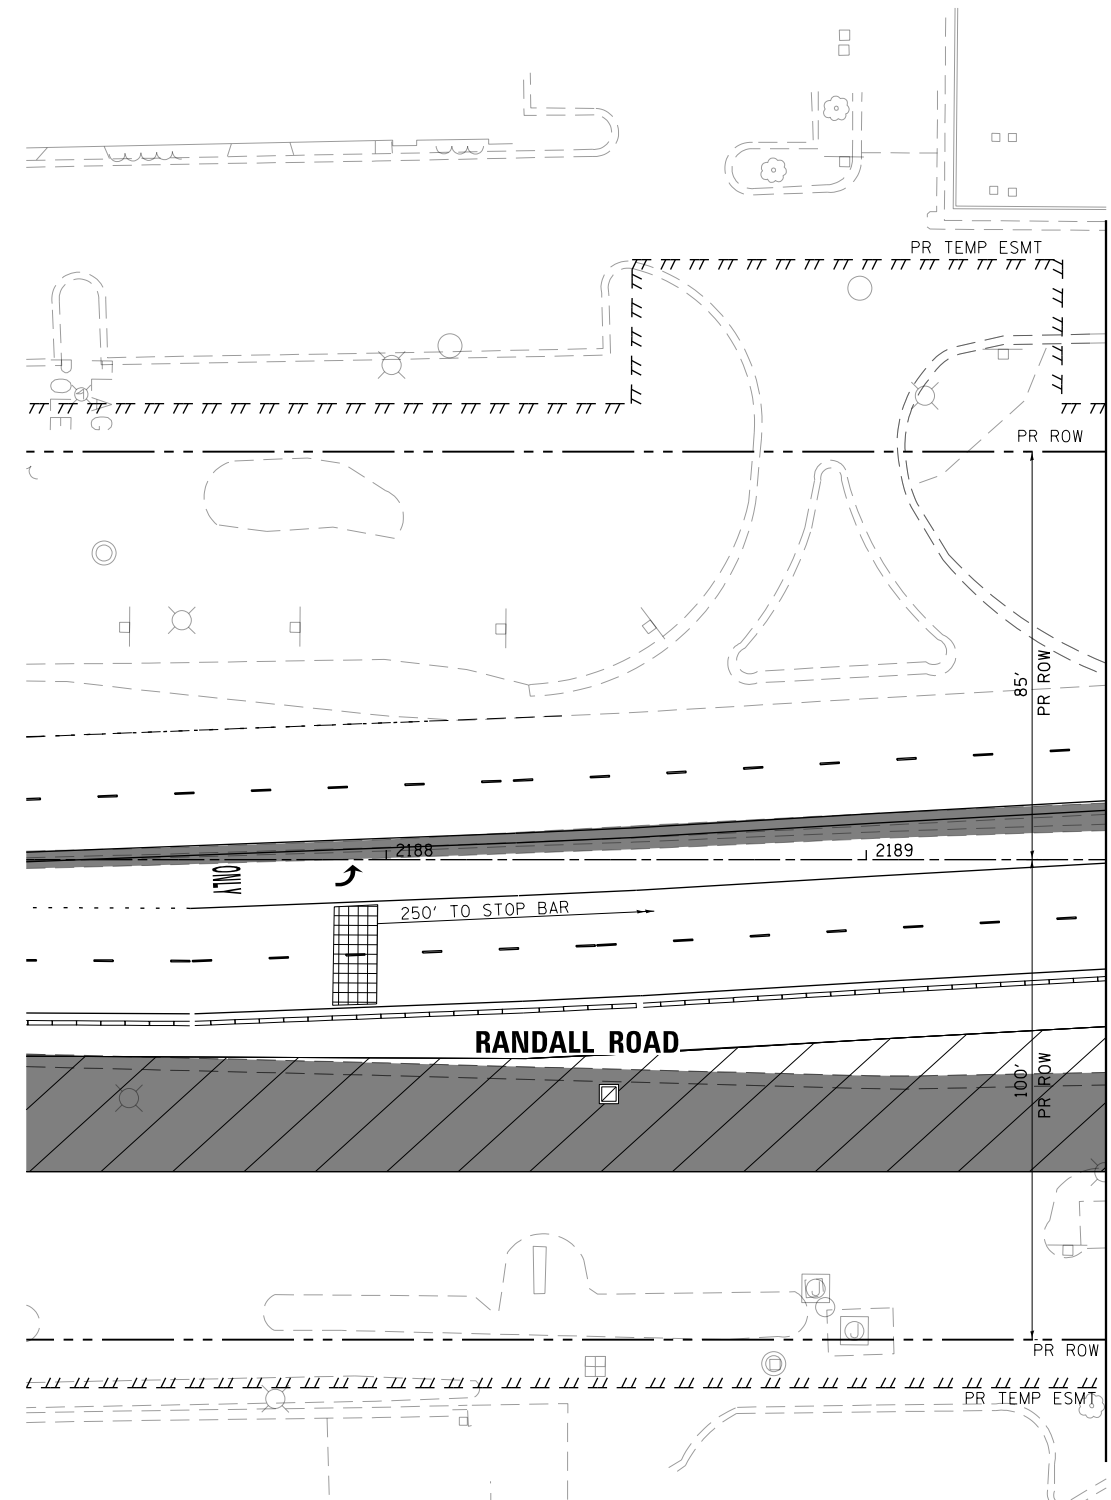 PR TEMP ESMT
FLAG
POLE
PR ROW
85'
PR ROW
2188
2189
ONLY
250' TO STOP BAR
RANDALL ROAD
100'
PR ROW
J
J
PR ROW
PR TEMP ESMT